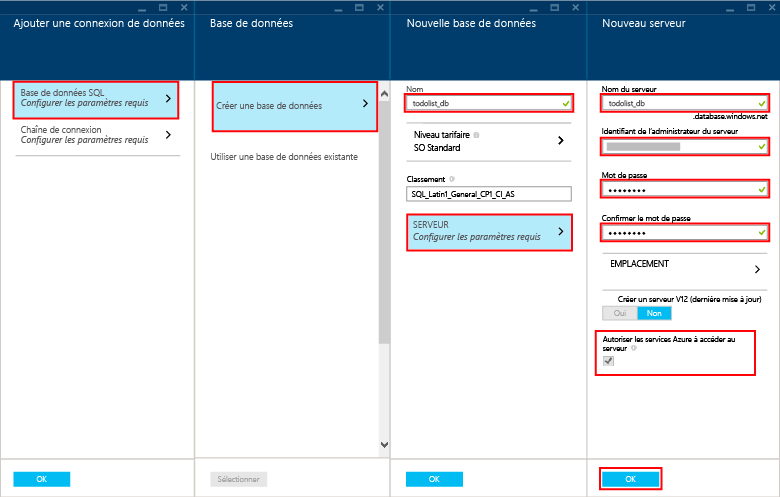 Ajouter une connexion de données
Base de données SQL
Configurer les paramètres requis
Chaîne de connexion
Configurer les paramètres requis
OK
Base de données
Créer une base de données
Utiliser une base de données existante
Sélectionner
Nouvelle base de données
Nom
todolist_db
Niveau tarifaire
SO Standard
Classement
SQL_Latin1_General_CP1_CI_AS
SERVEUR
Configurer les paramètres requis
OK
Nouveau serveur
Nom du serveur
todolist_db
.database.windows.net
Identifiant de l'administrateur du serveur
Mot de passe
••••••••
Confirmer le mot de passe
••••••••
EMPLACEMENT
Créer un serveur V12 (dernière mise à jour)
Oui Non
Autoriser les services Azure à accéder au
serveur
OK